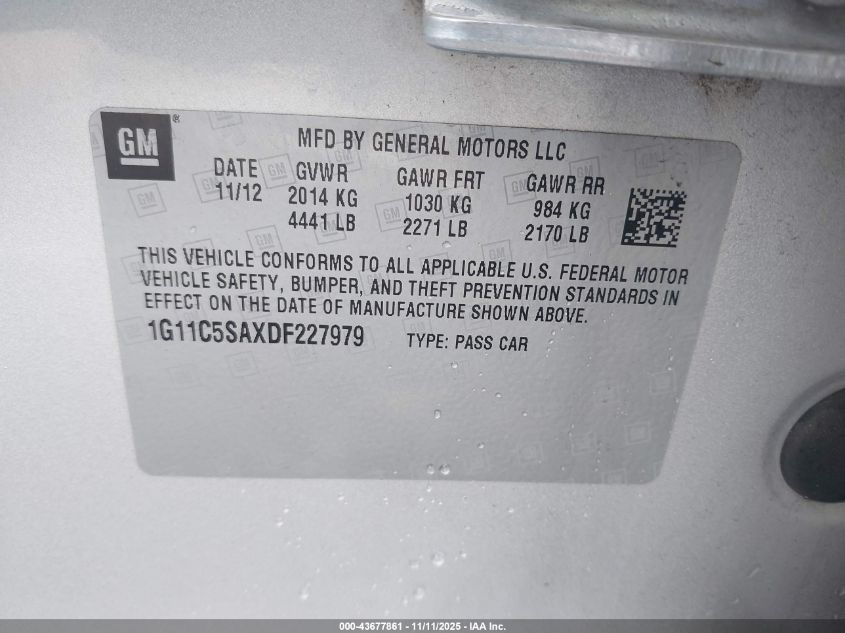 GM®
MFD BY GENERAL MOTORS LLC
DATE GVWR GAWR FRT GAWR RR
11/12 2014 KG 1030 KG 984 KG
4441 LB 2271 LB 2170 LB
THIS VEHICLE CONFORMS TO ALL APPLICABLE U.S. FEDERAL MOTOR
VEHICLE SAFETY, BUMPER, AND THEFT PREVENTION STANDARDS IN
EFFECT ON THE DATE OF MANUFACTURE SHOWN ABOVE.
1G11C5SAXDF227979 TYPE: PASS CAR
000-43677861 - 11/11/2025 - IAA Inc.